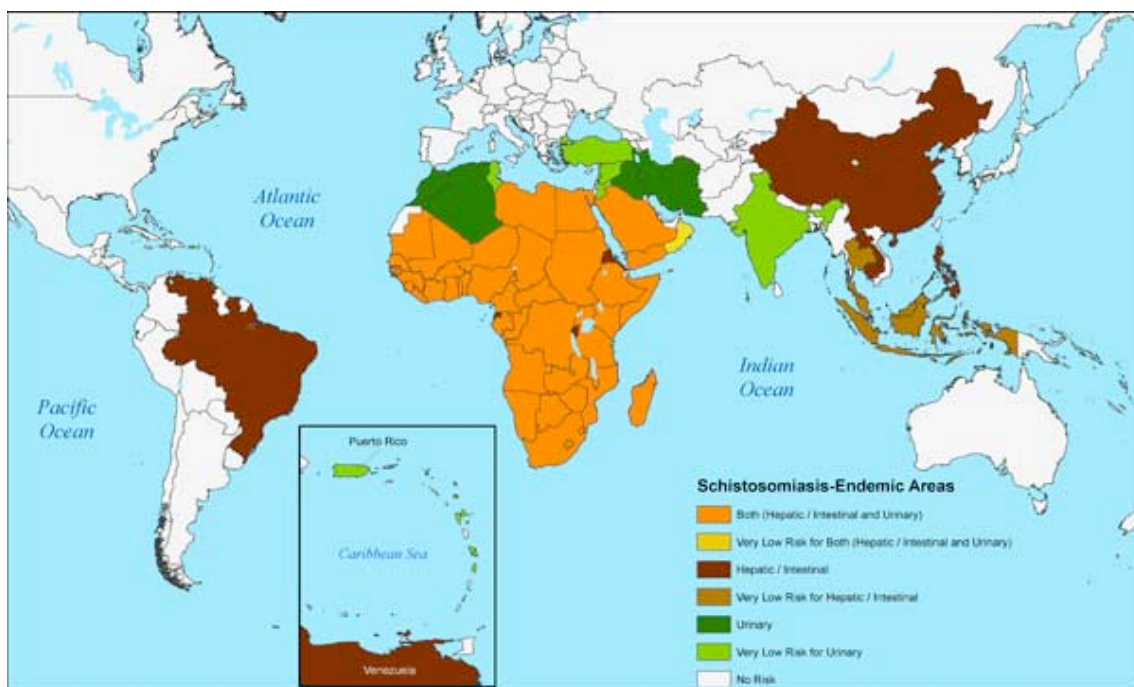 Atlantic
Ocean
Pacific
Ocean
Indian
Ocean
Puerto Rico
Caribbean Sea
Venezuela
Schistosomiasis-Endemic Areas
Both (Hepatic / Intestinal and Urinary)
Very Low Risk for Both (Hepatic / Intestinal and Urinary)
Hepatic / Intestinal
Very Low Risk for Hepatic / Intestinal
Urinary
Very Low Risk for Urinary
No Risk